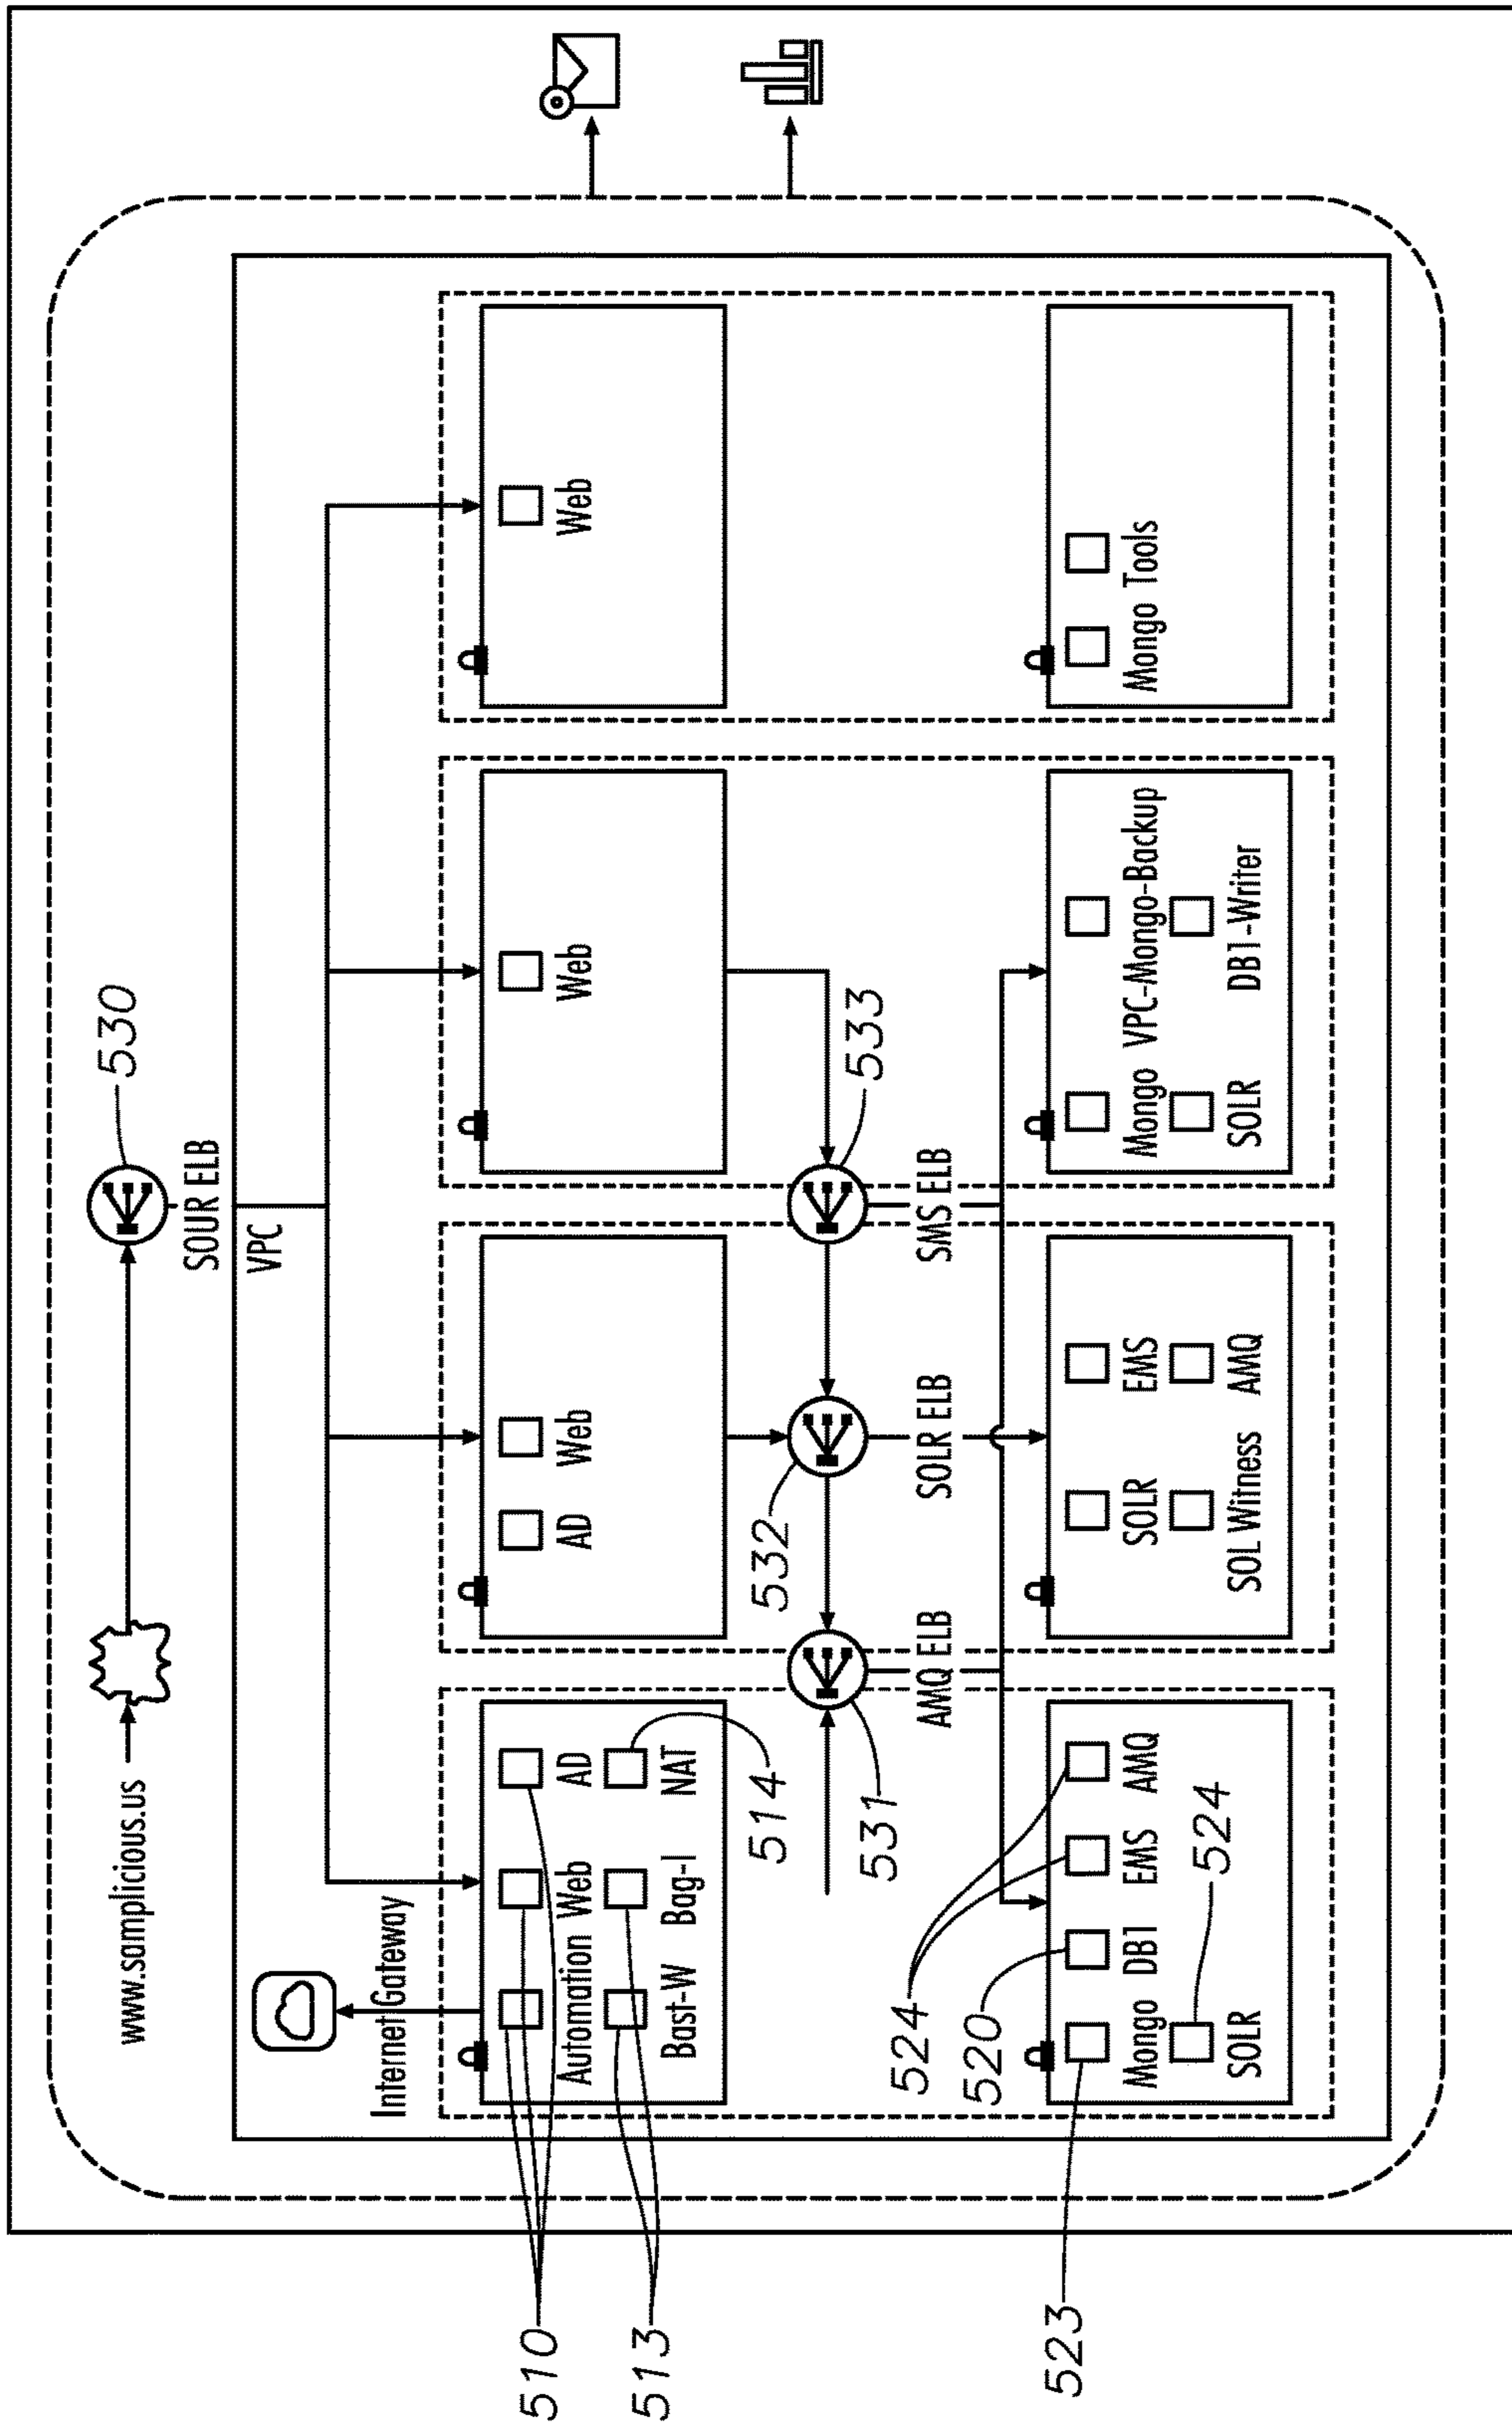 www.samplicious.us
530
SOUR ELB
VPC
Internet Gateway
Automation Web AD
Bast-W Bag-I NAT
AD Web
Web
Web
510
513
514
531
532
533
AMQ ELB
SOLR ELB
SMS ELB
524
520
523
Mongo DB1 EMS AMQ
SOLR
524
SOLR EMS
SOL Witness AMQ
Mongo VPC-Mongo-Backup
SOLR DB1-Writer
Mongo Tools